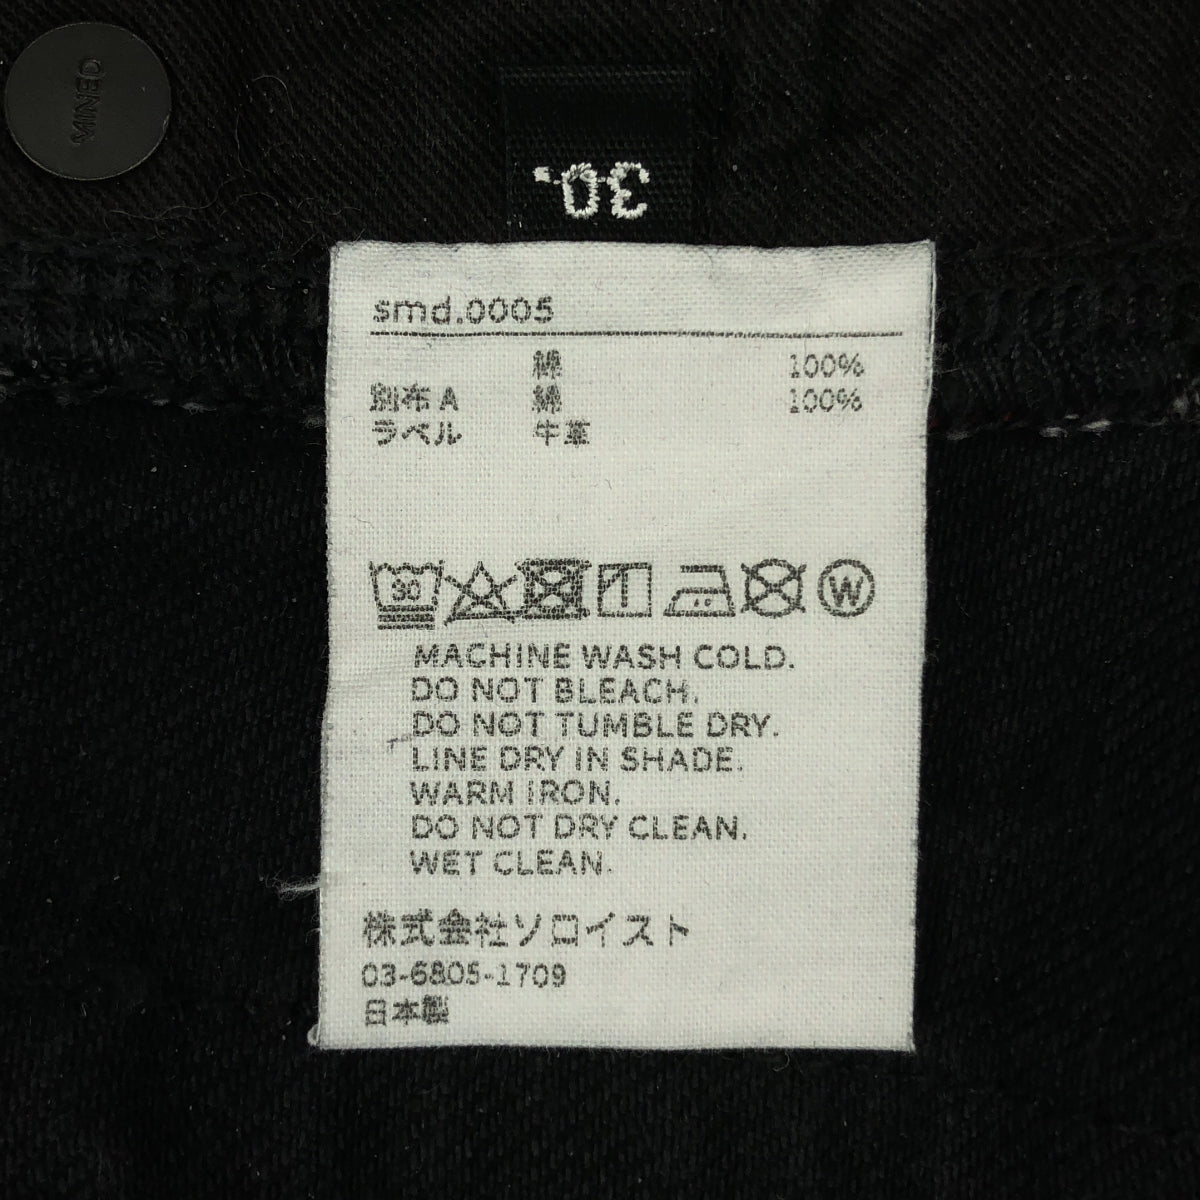 30.
smd.0005
綿 100%
別布 A 綿 100%
ラベル 牛革
30
W
MACHINE WASH COLD.
DO NOT BLEACH.
DO NOT TUMBLE DRY.
LINE DRY IN SHADE.
WARM IRON.
DO NOT DRY CLEAN.
WET CLEAN.
株式会社ソロイスト
03-6805-1709
日本製